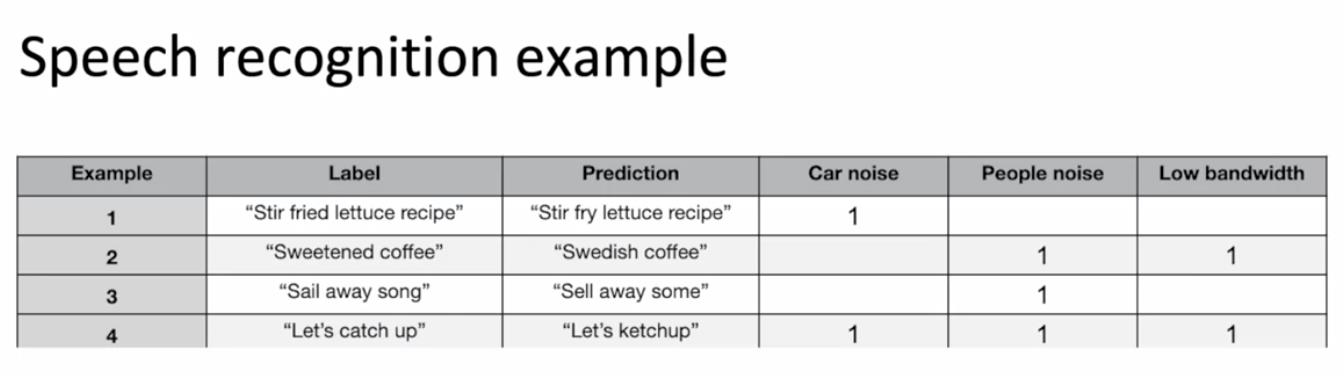 Speech recognition example
Example Label Prediction Car noise People noise Low bandwidth
1 “Stir fried lettuce recipe” “Stir fry lettuce recipe” 1
2 “Sweetened coffee” “Swedish coffee” 1 1
3 “Sail away song” “Sell away some” 1
4 “Let’s catch up” “Let’s ketchup” 1 1 1